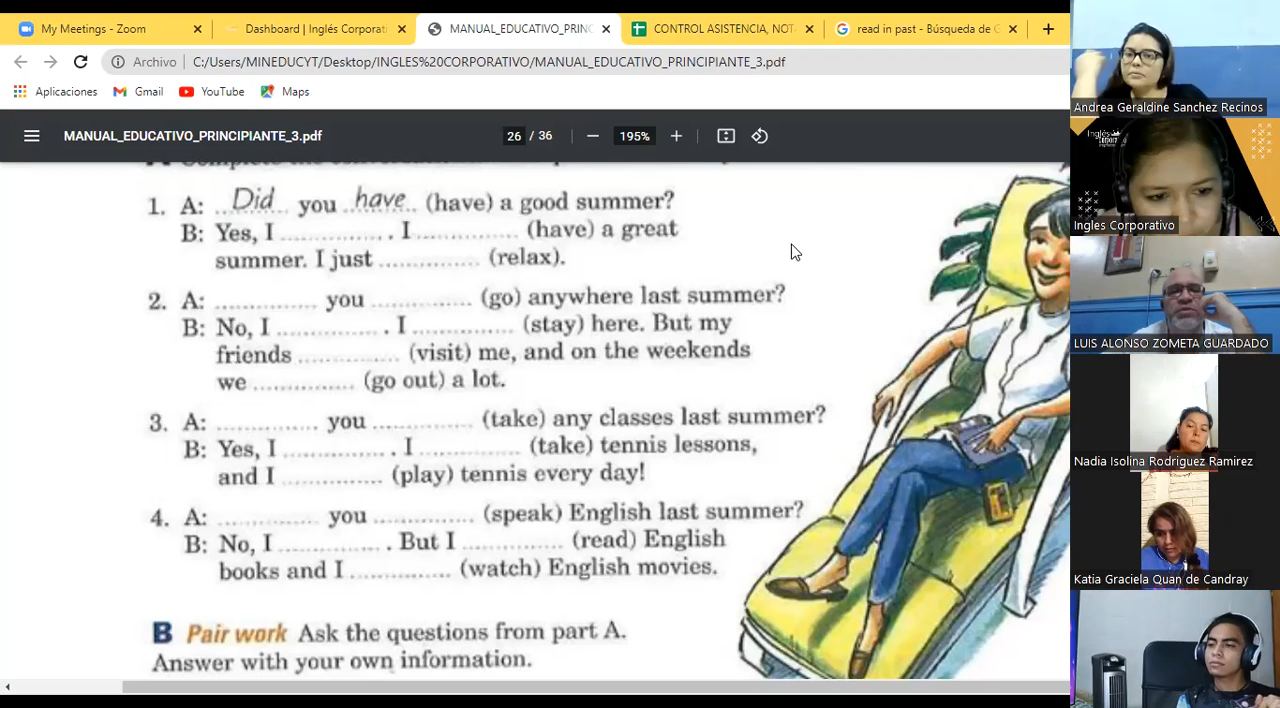 My Meetings - Zoom
Dashboard | Inglés Corporati
MANUAL_EDUCATIVO_PRINC
CONTROL ASISTENCIA, NOT
read in past - Búsqueda de G
Archivo C:/Users/MINEDUCYT/Desktop/INGLES%CORPORATIVO/MANUAL_EDUCATIVO_PRINCIPIANTE_3.pdf
Aplicaciones Gmail YouTube Maps
MANUAL_EDUCATIVO_PRINCIPIANTE_3.pdf 26 / 36 195%
1. A: Did you have (have) a good summer?
B: Yes, I ............ . I ............ (have) a great
summer. I just ............ (relax).
2. A: ............ you ............ (go) anywhere last summer?
B: No, I ............ . I ............ (stay) here. But my
friends ............ (visit) me, and on the weekends
we ............ (go out) a lot.
3. A: ............ you ............ (take) any classes last summer?
B: Yes, I ............ . I ............ (take) tennis lessons,
and I ............ (play) tennis every day!
4. A: ............ you ............ (speak) English last summer?
B: No, I ............ . But I ............ (read) English
books and I ............ (watch) English movies.
B Pair work Ask the questions from part A.
Answer with your own information.
Andrea Geraldine Sanchez Recinos
Inglés
Ingles Corporativo
LUIS ALONSO ZOMETA GUARDADO
Nadia Isolina Rodriguez Ramirez
Katia Graciela Quan de Candray